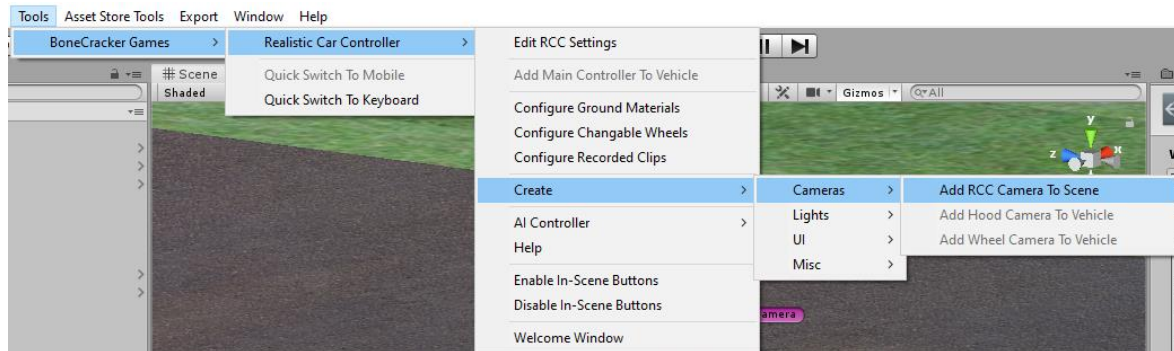 Tools Asset Store Tools Export Window Help
BoneCracker Games
Realistic Car Controller
Quick Switch To Mobile
Quick Switch To Keyboard
Edit RCC Settings
Add Main Controller To Vehicle
Configure Ground Materials
Configure Changable Wheels
Configure Recorded Clips
Create
AI Controller
Help
Enable In-Scene Buttons
Disable In-Scene Buttons
Welcome Window
Cameras
Lights
UI
Misc
Add RCC Camera To Scene
Add Hood Camera To Vehicle
Add Wheel Camera To Vehicle
# Scene
Shaded
Gizmos
All
y
z x
amera